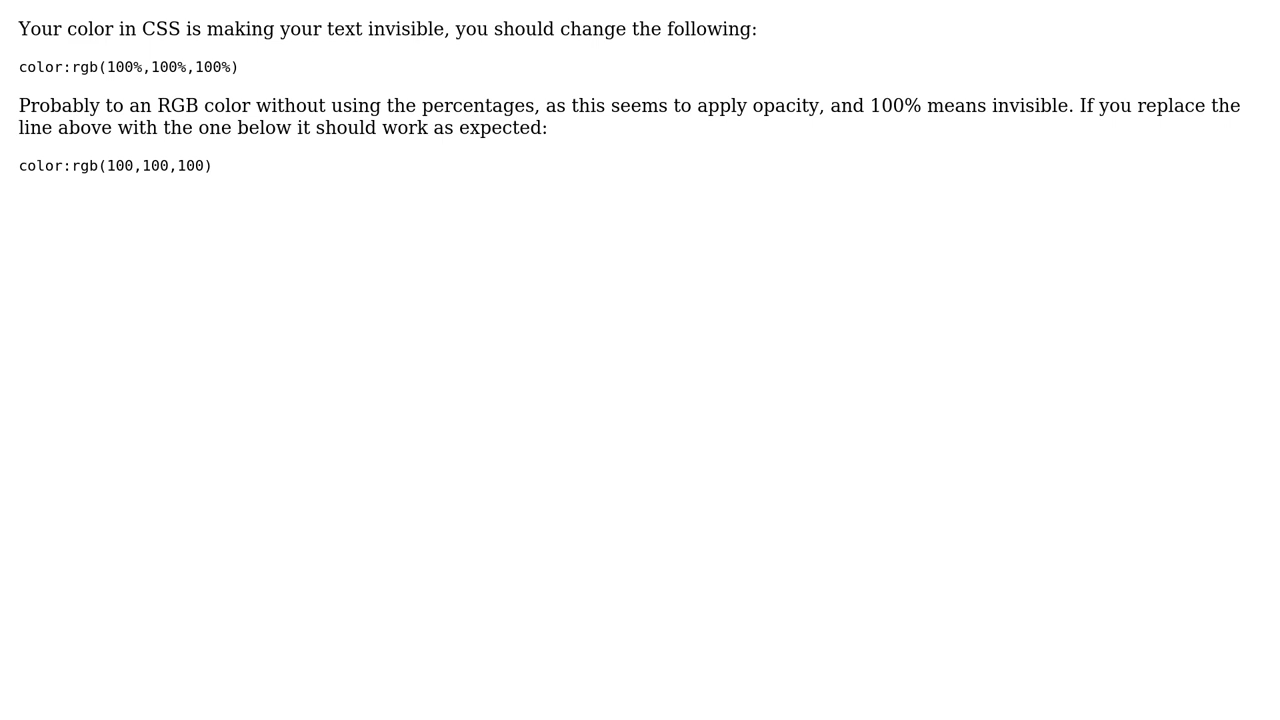 Your color in CSS is making your text invisible, you should change the following:
color:rgb(100%,100%,100%)
Probably to an RGB color without using the percentages, as this seems to apply opacity, and 100% means invisible. If you replace the
line above with the one below it should work as expected:
color:rgb(100,100,100)